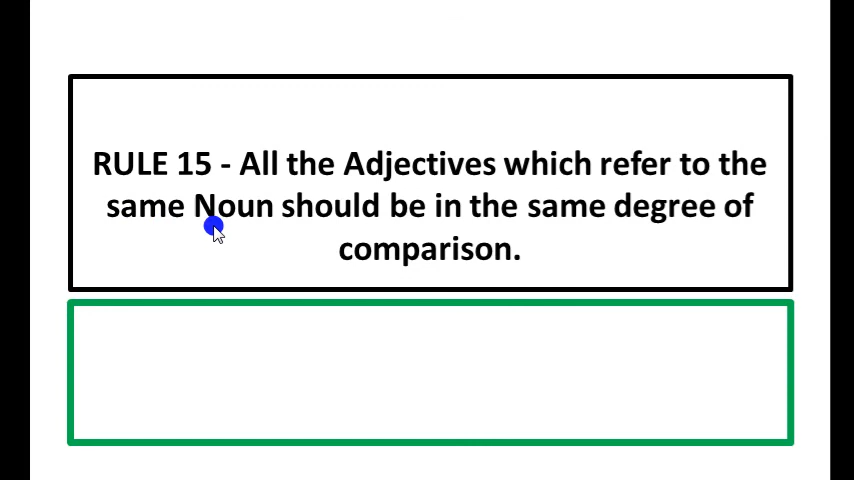 RULE 15 - All the Adjectives which refer to the
same Noun should be in the same degree of
comparison.